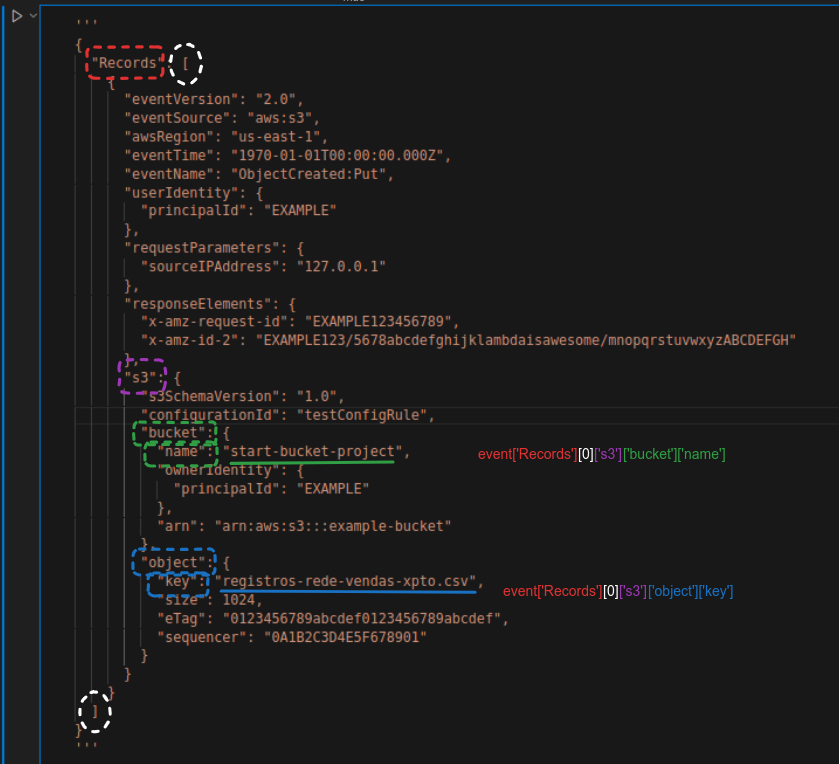 '''
{
"Records": [
{
"eventVersion": "2.0",
"eventSource": "aws:s3",
"awsRegion": "us-east-1",
"eventTime": "1970-01-01T00:00:00.000Z",
"eventName": "ObjectCreated:Put",
"userIdentity": {
"principalId": "EXAMPLE"
},
"requestParameters": {
"sourceIPAddress": "127.0.0.1"
},
"responseElements": {
"x-amz-request-id": "EXAMPLE123456789",
"x-amz-id-2": "EXAMPLE123/5678abcdefghijklambdaisawesome/mnopqrstuvwxyzABCDEFGH"
},
"s3": {
"s3SchemaVersion": "1.0",
"configurationId": "testConfigRule",
"bucket": {
"name": "start-bucket-project", event['Records'][0]['s3']['bucket']['name']
"ownerIdentity": {
"principalId": "EXAMPLE"
},
"arn": "arn:aws:s3:::example-bucket"
},
"object": {
"key": "registros-rede-vendas-xpto.csv", event['Records'][0]['s3']['object']['key']
"size": 1024,
"eTag": "0123456789abcdef0123456789abcdef",
"sequencer": "0A1B2C3D4E5F678901"
}
}
}
]
}
'''